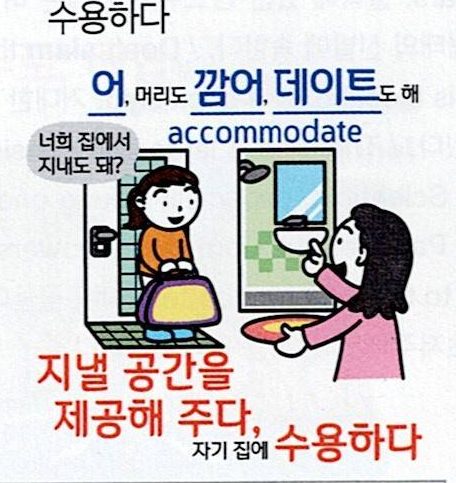 수용하다
어, 머리도 깜어, 데이트도 해
accommodate
너희 집에서
지내도 돼?
지낼 공간을
제공해 주다,
자기 집에 수용하다